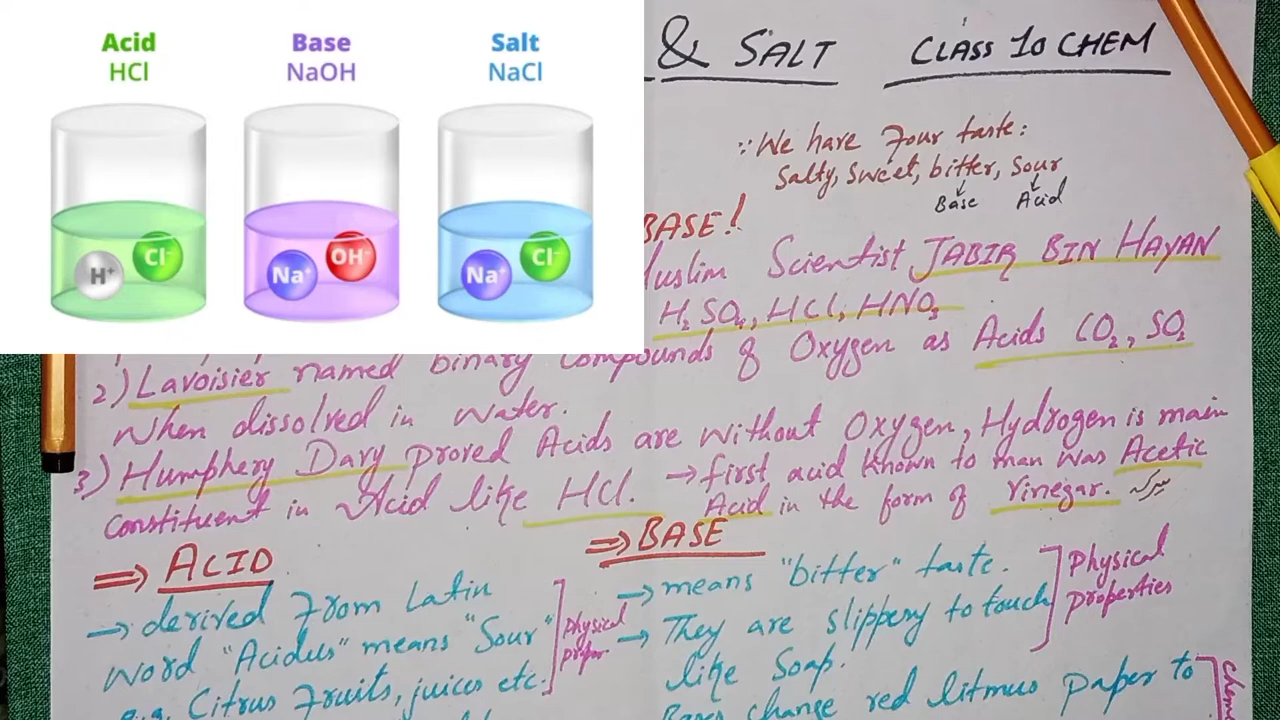 Acid
HCl
H⁺
Cl⁻
Base
NaOH
Na⁺
OH⁻
Salt
NaCl
Na⁺
Cl⁻
& SALT CLASS 10 CHEM
∵ We have four taste:
Salty, Sweet, bitter, Sour
Base Acid
BASE!
Muslim Scientist JABIR BIN HAYAN
H₂SO₄, HCl, HNO₃
2) Lavoisier named binary compounds of Oxygen as Acids CO₂, SO₂
When dissolved in water.
3) Humphery Davy proved Acids are without Oxygen, Hydrogen is main
constituent in Acid like HCl.
→ first acid known to man was Acetic
Acid in the form of vinegar. سرکہ
⇒ ACID
→ derived from Latin
word "Acidus" means "Sour"
e.g. Citrus fruits, juices etc.
Physical
proper
⇒ BASE
→ means "bitter" taste.
→ They are slippery to touch
like Soap.
Physical
properties
Bases change red litmus paper to